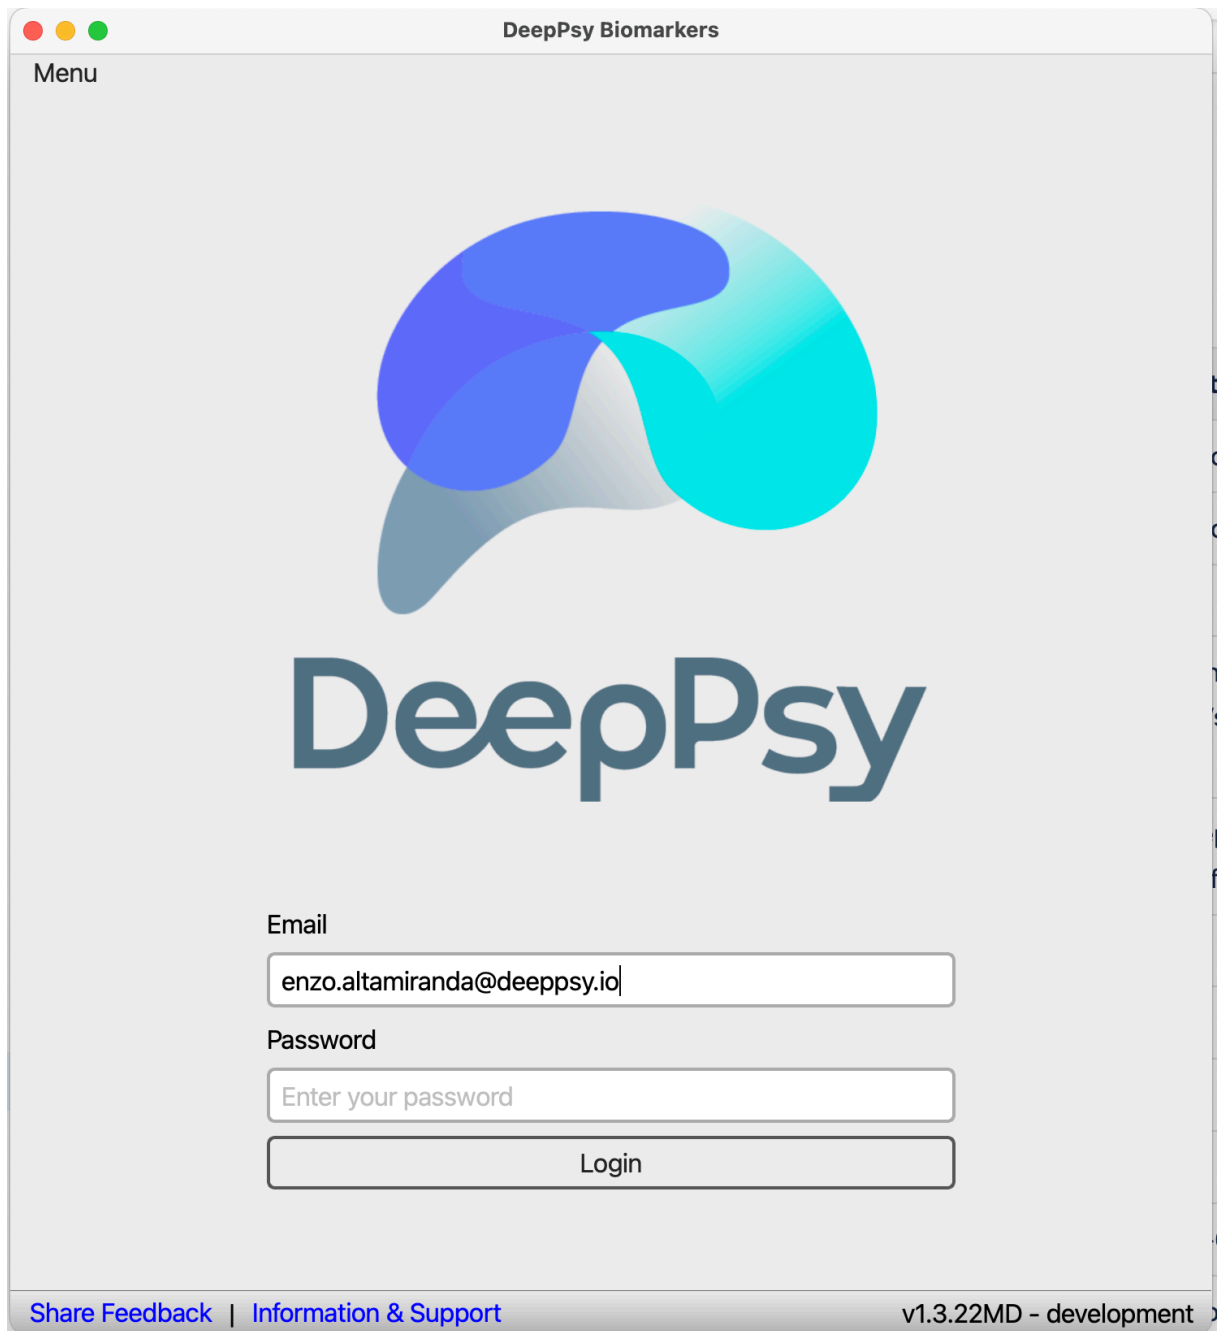 DeepPsy Biomarkers
Menu
DeepPsy
Email
enzo.altamiranda@deeppsy.io
Password
Enter your password
Login
Share Feedback | Information & Support v1.3.22MD - development